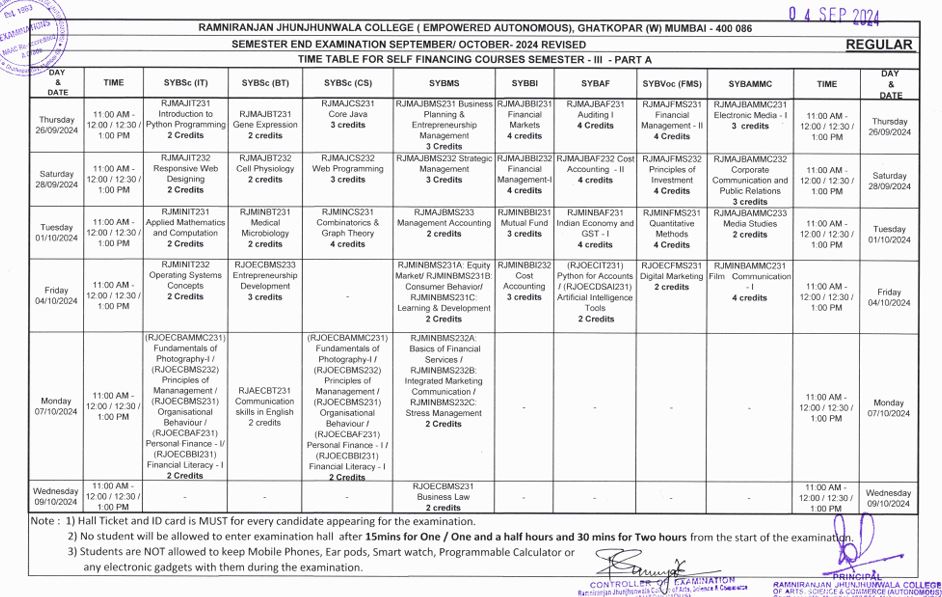 Est. 1963
EXAMINATIONS
0 4 SEP 2024
RAMNIRANJAN JHUNJHUNWALA COLLEGE ( EMPOWERED AUTONOMOUS), GHATKOPAR (W) MUMBAI - 400 086
SEMESTER END EXAMINATION SEPTEMBER/ OCTOBER- 2024 REVISED
REGULAR
TIME TABLE FOR SELF FINANCING COURSES SEMESTER - III - PART A
DAY & DATE TIME SYBSc (IT) SYBSc (BT) SYBSc (CS) SYBMS SYBBI SYBAF SYBVoc (FMS) SYBAMMC TIME DAY & DATE
Thursday
26/09/2024
11:00 AM -
12:00 / 12:30 /
1:00 PM
RJMAJIT231
Introduction to
Python Programming
2 Credits
RJMAJBT231
Gene Expression
2 credits
RJMAJCS231
Core Java
3 credits
RJMAJBMS231 Business
Planning &
Entrepreneurship
Management
3 Credits
RJMAJBBI231
Financial
Markets
4 Credits
RJMAJBAF231
Auditing I
4 Credits
RJMAJFMS231
Financial
Management - II
4 Credits
RJMAJBAMMC231
Electronic Media - I
3 credits
11:00 AM -
12:00 / 12:30 /
1:00 PM
Thursday
26/09/2024
Saturday
28/09/2024
11:00 AM -
12:00 / 12:30 /
1:00 PM
RJMAJIT232
Responsive Web
Designing
2 Credits
RJMAJBT232
Cell Physiology
2 credits
RJMAJCS232
Web Programming
3 credits
RJMAJBMS232 Strategic
Management
3 Credits
RJMAJBBI232
Financial
Management-I
4 credits
RJMAJBAF232 Cost
Accounting - II
4 Credits
RJMAJFMS232
Principles of
Investment
4 Credits
RJMAJBAMMC232
Corporate
Communication and
Public Relations
3 credits
11:00 AM -
12:00 / 12:30 /
1:00 PM
Saturday
28/09/2024
Tuesday
01/10/2024
11:00 AM -
12:00 / 12:30 /
1:00 PM
RJMINIT231
Applied Mathematics
and Computation
2 Credits
RJMINBT231
Medical
Microbiology
2 credits
RJMINCS231
Combinatorics &
Graph Theory
4 credits
RJMAJBMS233
Management Accounting
2 credits
RJMINBBI231
Mutual Fund
3 credits
RJMINBAF231
Indian Economy and
GST - I
4 credits
RJMINFMS231
Quantitative
Methods
4 Credits
RJMAJBAMMC233
Media Studies
2 credits
11:00 AM -
12:00 / 12:30 /
1:00 PM
Tuesday
01/10/2024
Friday
04/10/2024
11:00 AM -
12:00 / 12:30 /
1:00 PM
RJMINIT232
Operating Systems
Concepts
2 Credits
RJOECBMS233
Entrepreneurship
Development
3 credits
-
RJMINBMS231A: Equity
Market/ RJMINBMS231B:
Consumer Behavior/
RJMINBMS231C:
Learning & Development
2 Credits
RJMINBBI232
Cost
Accounting
3 credits
(RJOECIT231)
Python for Accounts
/ (RJOECDSAI231)
Artificial Intelligence
Tools
2 Credits
RJOECFMS231
Digital Marketing
2 credits
RJMINBAMMC231
Film Communication
- I
4 credits
11:00 AM -
12:00 / 12:30 /
1:00 PM
Friday
04/10/2024
Monday
07/10/2024
11:00 AM -
12:00 / 12:30 /
1:00 PM
(RJOECBAMMC231)
Fundamentals of
Photography-I /
(RJOECBMS232)
Principles of
Mananagement /
(RJOECBMS231)
Organisational
Behaviour /
(RJOECBAF231)
Personal Finance - I/
(RJOECBBI231)
Financial Literacy - I
2 Credits
RJAECBT231
Communication
skills in English
2 credits
(RJOECBAMMC231)
Fundamentals of
Photography-I /
(RJOECBMS232)
Principles of
Mananagement /
(RJOECBMS231)
Organisational
Behaviour /
(RJOECBAF231)
Personal Finance - I /
(RJOECBBI231)
Financial Literacy - I
2 Credits
RJMINBMS232A:
Basics of Financial
Services /
RJMINBMS232B:
Integrated Marketing
Communication /
RJMINBMS232C:
Stress Management
2 Credits
-
-
-
-
11:00 AM -
12:00 / 12:30 /
1:00 PM
Monday
07/10/2024
Wednesday
09/10/2024
11:00 AM -
12:00 / 12:30 /
1:00 PM
-
-
-
RJOECBMS231
Business Law
2 credits
-
-
-
-
11:00 AM -
12:00 / 12:30 /
1:00 PM
Wednesday
09/10/2024
Note : 1) Hall Ticket and ID card is MUST for every candidate appearing for the examination.
2) No student will be allowed to enter examination hall after 15mins for One / One and a half hours and 30 mins for Two hours from the start of the examination.
3) Students are NOT allowed to keep Mobile Phones, Ear pods, Smart watch, Programmable Calculator or
any electronic gadgets with them during the examination.
CONTROLLER OF EXAMINATION
Ramniranjan Jhunjhunwala College of Arts, Science & Commerce
PRINCIPAL
RAMNIRANJAN JHUNJHUNWALA COLLEGE
OF ARTS, SCIENCE & COMMERCE (AUTONOMOUS)